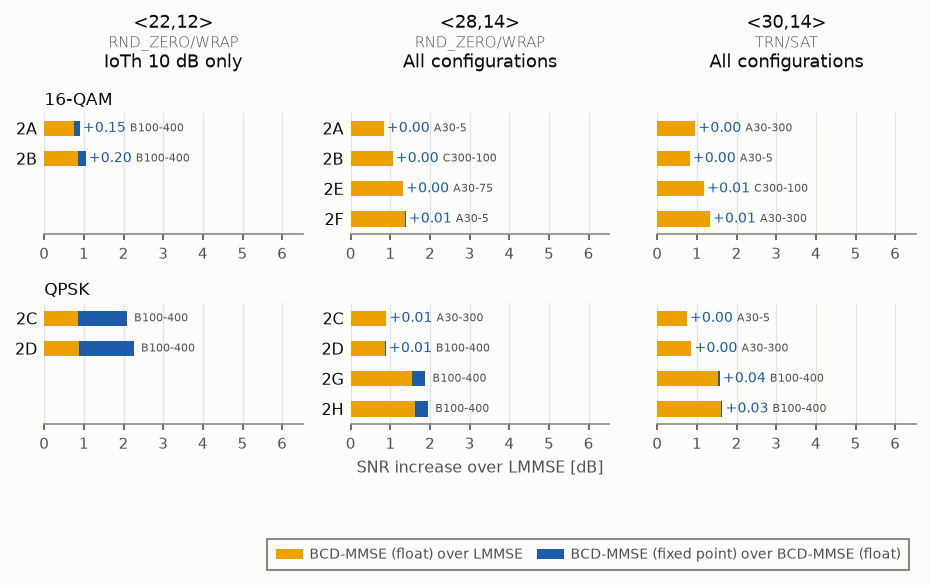 <22,12>
RND_ZERO/WRAP
IoTh 10 dB only
<28,14>
RND_ZERO/WRAP
All configurations
<30,14>
TRN/SAT
All configurations
16-QAM
2A +0.15 B100-400
2B +0.20 B100-400
0 1 2 3 4 5 6
2A +0.00 A30-5
2B +0.00 C300-100
2E +0.00 A30-75
2F +0.01 A30-5
0 1 2 3 4 5 6
+0.00 A30-300
+0.00 A30-5
+0.01 C300-100
+0.01 A30-300
0 1 2 3 4 5 6
QPSK
2C B100-400
2D B100-400
0 1 2 3 4 5 6
2C +0.01 A30-300
2D +0.01 B100-400
2G B100-400
2H B100-400
0 1 2 3 4 5 6
+0.00 A30-5
+0.00 A30-300
+0.04 B100-400
+0.03 B100-400
0 1 2 3 4 5 6
SNR increase over LMMSE [dB]
BCD-MMSE (float) over LMMSE
BCD-MMSE (fixed point) over BCD-MMSE (float)